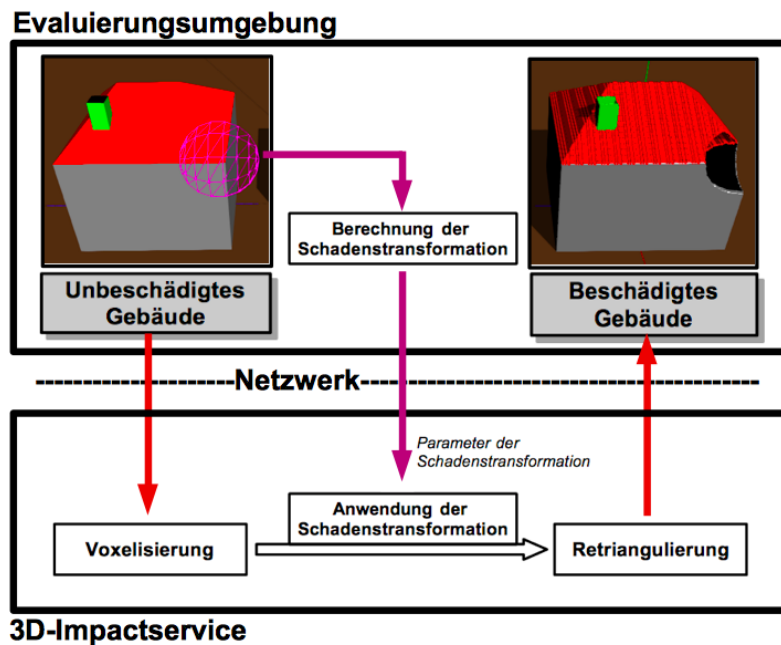 Evaluierungsumgebung
Berechnung der
Schadenstransformation
Unbeschädigtes
Gebäude
Beschädigtes
Gebäude
Netzwerk
Parameter der
Schadenstransformation
Anwendung der
Schadenstransformation
Voxelisierung
Retriangulierung
3D-Impactservice